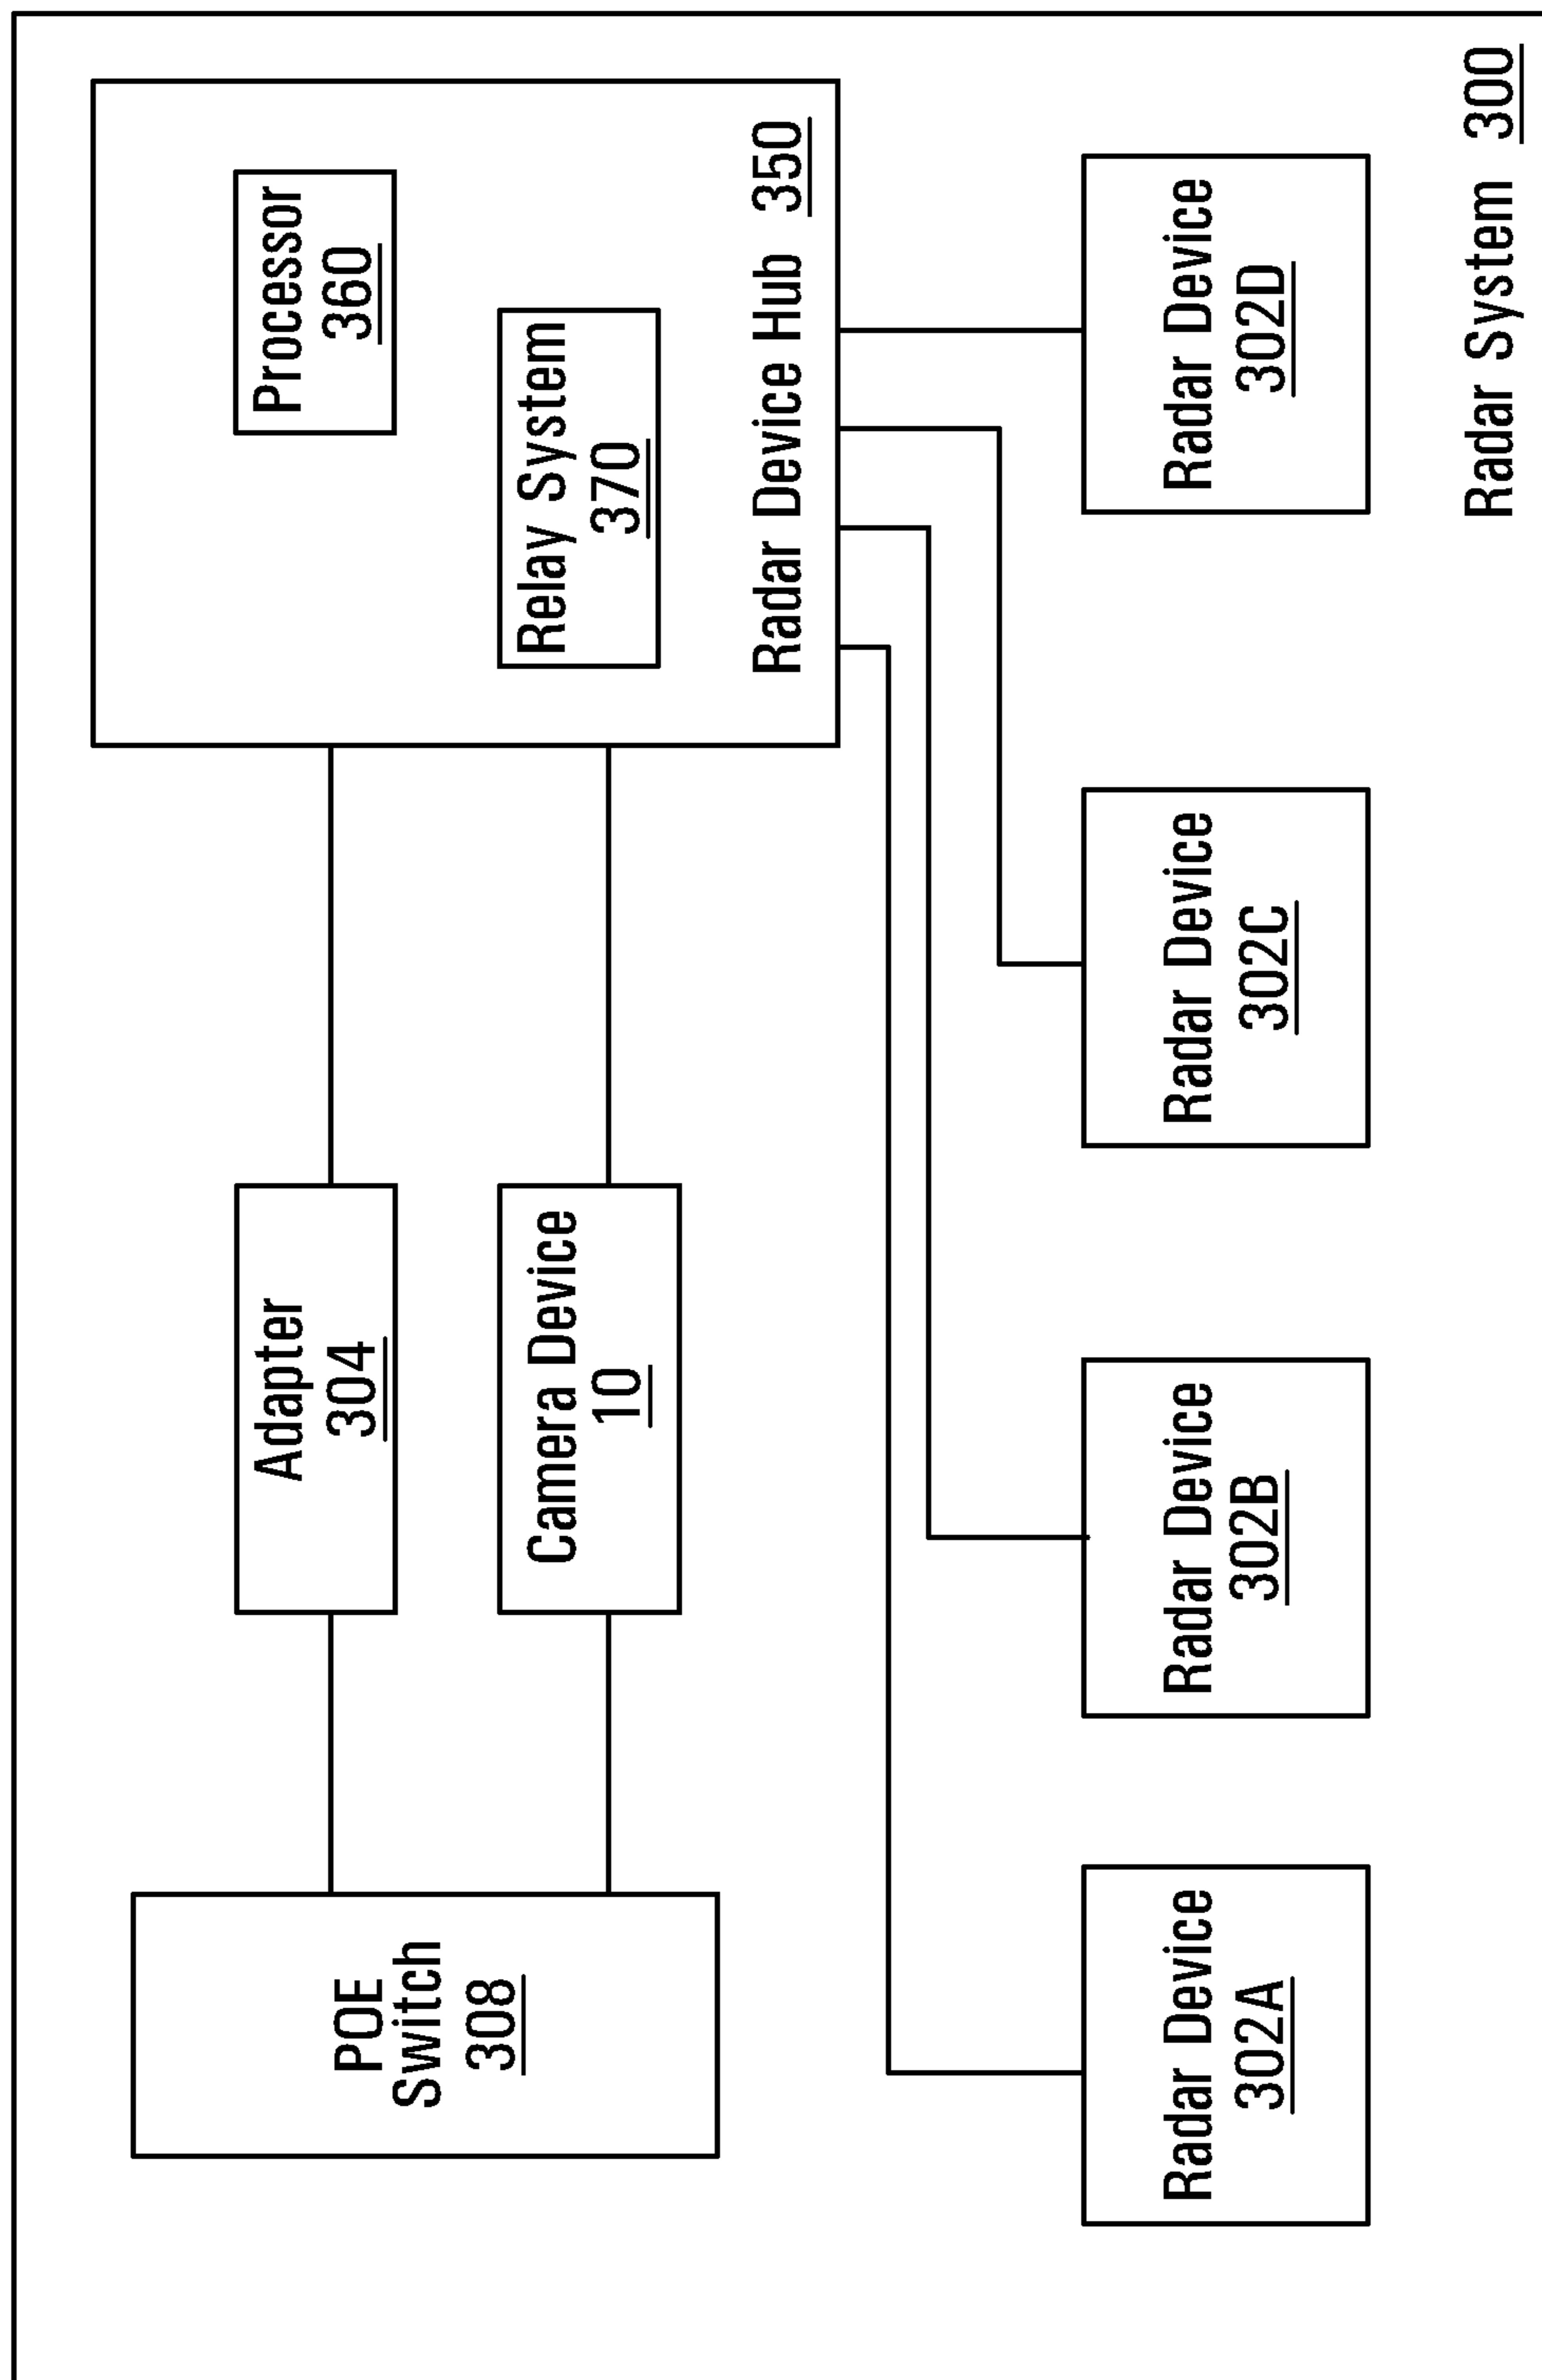 POE
Switch
308
Adapter
304
Camera Device
10
Processor
360
Relay System
370
Radar Device Hub 350
Radar Device
302A
Radar Device
302B
Radar Device
302C
Radar Device
302D
Radar System 300